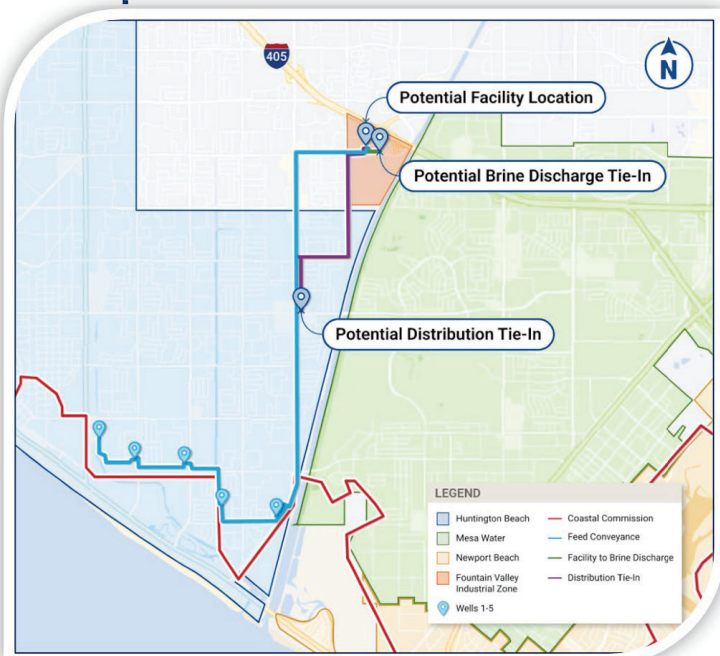 405
N
Potential Facility Location
Potential Brine Discharge Tie-In
Potential Distribution Tie-In
LEGEND
Huntington Beach
Mesa Water
Newport Beach
Fountain Valley
Industrial Zone
Wells 1-5
Coastal Commission
Feed Conveyance
Facility to Brine Discharge
Distribution Tie-In